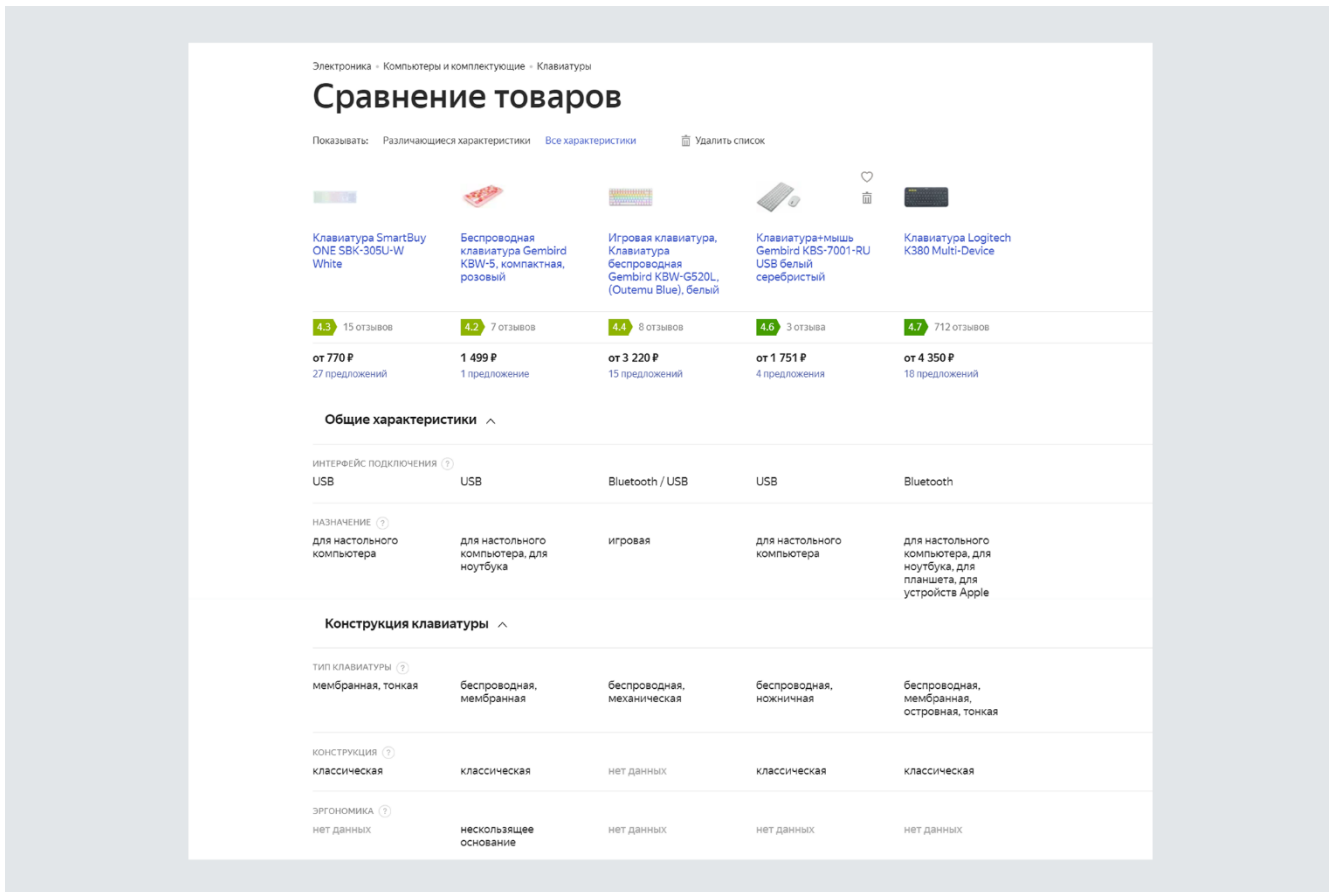 Электроника • Компьютеры и комплектующие • Клавиатуры
Сравнение товаров
Показывать: Различающиеся характеристики Все характеристики Удалить список
Клавиатура SmartBuy
ONE SBK-305U-W
White
Беспроводная
клавиатура Gembird
KBW-5, компактная,
розовый
Игровая клавиатура,
Клавиатура
беспроводная
Gembird KBW-G520L,
(Outemu Blue), белый
Клавиатура+мышь
Gembird KBS-7001-RU
USB белый
серебристый
Клавиатура Logitech
K380 Multi-Device
4.3 15 отзывов 4.2 7 отзывов 4.4 8 отзывов 4.6 3 отзыва 4.7 712 отзывов
от 770 ₽ 1 499 ₽ от 3 220 ₽ от 1 751 ₽ от 4 350 ₽
27 предложений 1 предложение 15 предложений 4 предложения 18 предложений
Общие характеристики
ИНТЕРФЕЙС ПОДКЛЮЧЕНИЯ ?
USB USB Bluetooth / USB USB Bluetooth
НАЗНАЧЕНИЕ ?
для настольного
компьютера
для настольного
компьютера, для
ноутбука
игровая
для настольного
компьютера
для настольного
компьютера, для
ноутбука, для
планшета, для
устройств Apple
Конструкция клавиатуры
ТИП КЛАВИАТУРЫ ?
мембранная, тонкая
беспроводная,
мембранная
беспроводная,
механическая
беспроводная,
ножничная
беспроводная,
мембранная,
островная, тонкая
КОНСТРУКЦИЯ ?
классическая классическая нет данных классическая классическая
ЭРГОНОМИКА ?
нет данных
нескользящее
основание
нет данных
нет данных
нет данных